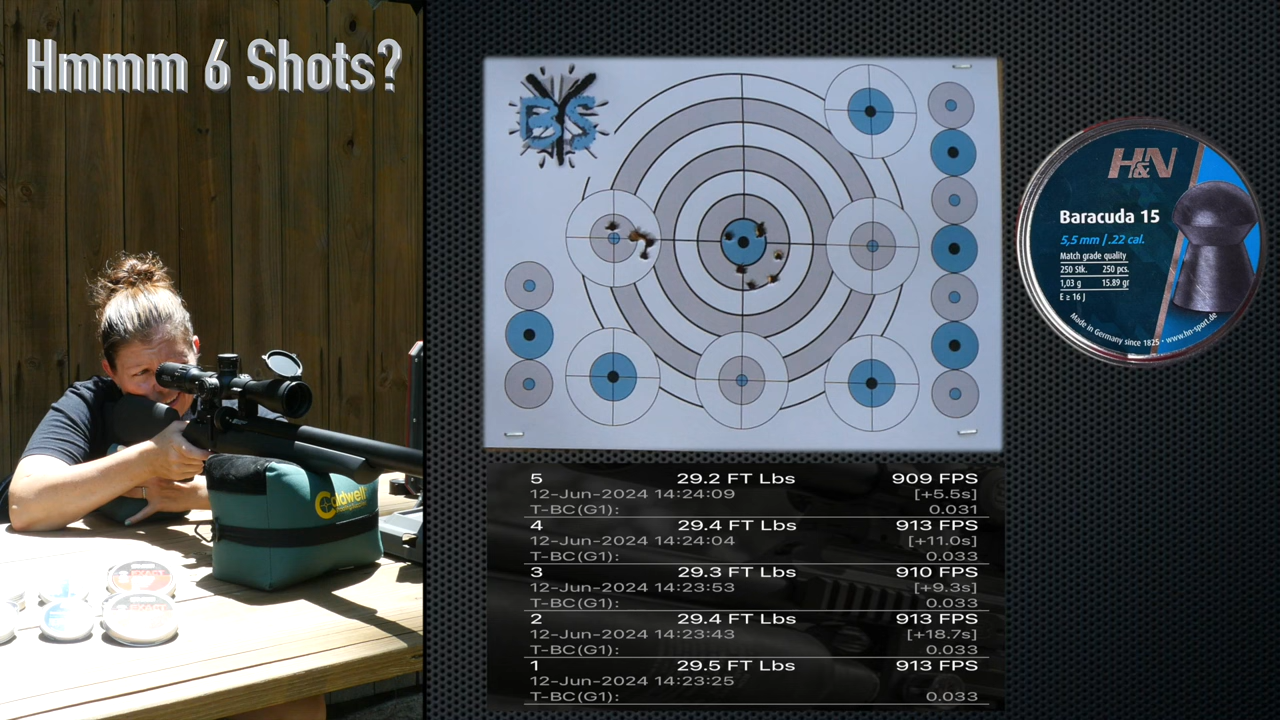 Hmmm 6 Shots?
BS
H&N
Baracuda 15
5,5 mm | .22 cal.
Match grade quality
250 Stk. 250 pcs.
1,03 g 15.89 gr
E ≥ 16 J
Made in Germany since 1825 • www.hn-sport.de
Caldwell
EXACT
EXACT
5 29.2 FT Lbs 909 FPS
12-Jun-2024 14:24:09 [+5.5s]
T-BC(G1): 0.031
4 29.4 FT Lbs 913 FPS
12-Jun-2024 14:24:04 [+11.0s]
T-BC(G1): 0.033
3 29.3 FT Lbs 910 FPS
12-Jun-2024 14:23:53 [+9.3s]
T-BC(G1): 0.033
2 29.4 FT Lbs 913 FPS
12-Jun-2024 14:23:43 [+18.7s]
T-BC(G1): 0.033
1 29.5 FT Lbs 913 FPS
12-Jun-2024 14:23:25
T-BC(G1): 0.033